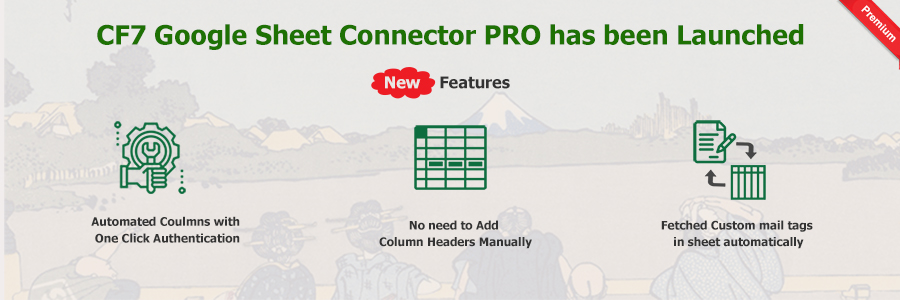 CF7 Google Sheet Connector PRO has been Launched
Premium
New Features
Automated Coulmns with
One Click Authentication
No need to Add
Column Headers Manually
Fetched Custom mail tags
in sheet automatically